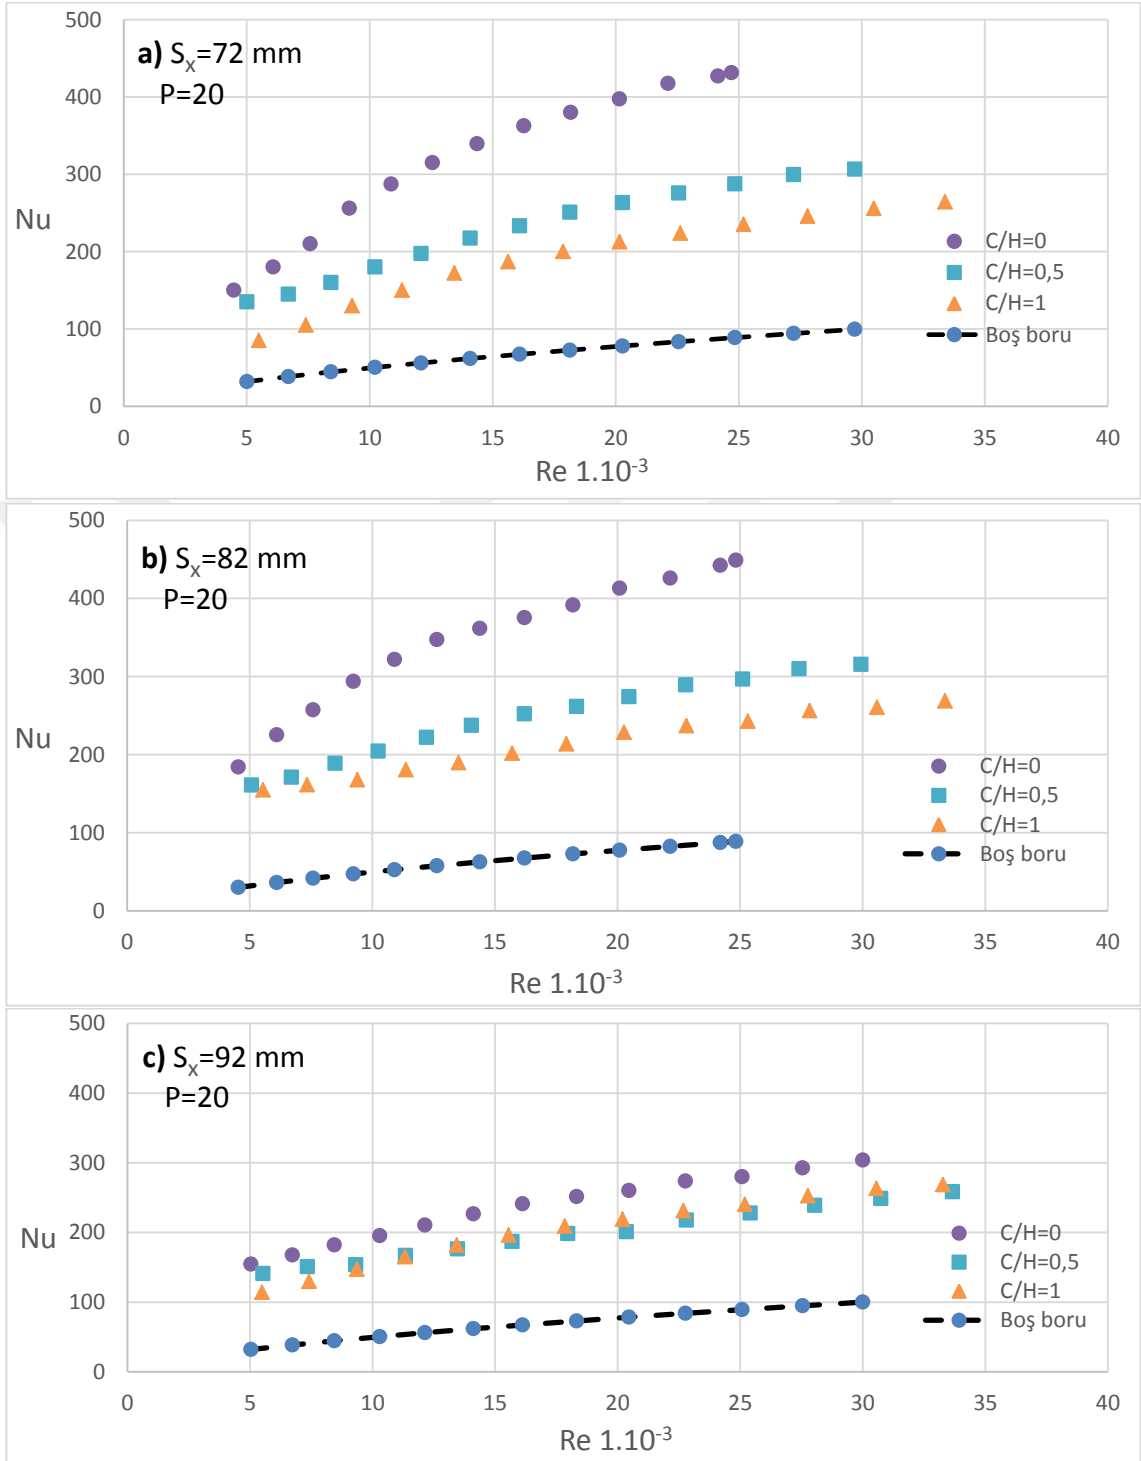 500
a) Sₓ=72 mm
P=20
400
300
Nu
200
C/H=0
C/H=0,5
C/H=1
100
Boş boru
0
0 5 10 15 20 25 30 35 40
Re 1.10⁻³
500
b) Sₓ=82 mm
P=20
400
300
Nu
200
C/H=0
C/H=0,5
C/H=1
100
Boş boru
0
0 5 10 15 20 25 30 35 40
Re 1.10⁻³
500
c) Sₓ=92 mm
P=20
400
300
Nu
200
C/H=0
C/H=0,5
C/H=1
100
Boş boru
0
0 5 10 15 20 25 30 35 40
Re 1.10⁻³